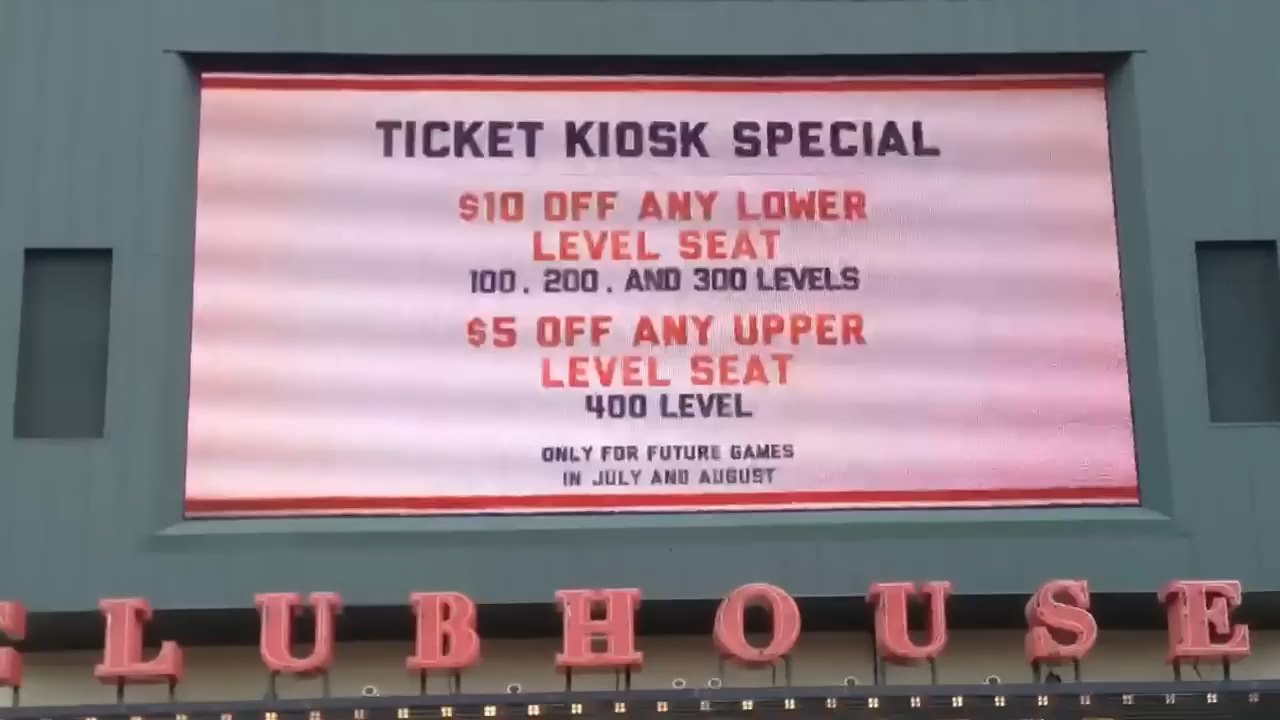 TICKET KIOSK SPECIAL
$10 OFF ANY LOWER
LEVEL SEAT
100, 200, AND 300 LEVELS
$5 OFF ANY UPPER
LEVEL SEAT
400 LEVEL
ONLY FOR FUTURE GAMES
IN JULY AND AUGUST
CLUBHOUSE